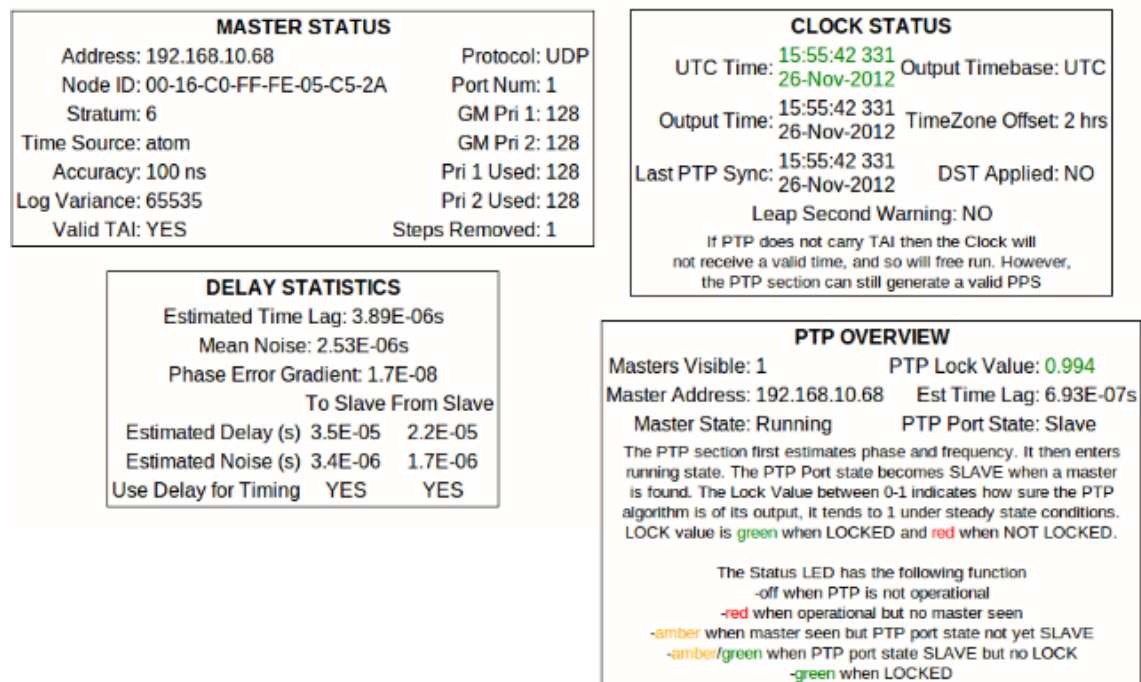 MASTER STATUS
Address: 192.168.10.68 Protocol: UDP
Node ID: 00-16-C0-FF-FE-05-C5-2A Port Num: 1
Stratum: 6 GM Pri 1: 128
Time Source: atom GM Pri 2: 128
Accuracy: 100 ns Pri 1 Used: 128
Log Variance: 65535 Pri 2 Used: 128
Valid TAI: YES Steps Removed: 1
CLOCK STATUS
UTC Time: 15:55:42 331 26-Nov-2012 Output Timebase: UTC
Output Time: 15:55:42 331 26-Nov-2012 TimeZone Offset: 2 hrs
Last PTP Sync: 15:55:42 331 26-Nov-2012 DST Applied: NO
Leap Second Warning: NO
If PTP does not carry TAI then the Clock will
not receive a valid time, and so will free run. However,
the PTP section can still generate a valid PPS
DELAY STATISTICS
Estimated Time Lag: 3.89E-06s
Mean Noise: 2.53E-06s
Phase Error Gradient: 1.7E-08
To Slave From Slave
Estimated Delay (s) 3.5E-05 2.2E-05
Estimated Noise (s) 3.4E-06 1.7E-06
Use Delay for Timing YES YES
PTP OVERVIEW
Masters Visible: 1 PTP Lock Value: 0.994
Master Address: 192.168.10.68 Est Time Lag: 6.93E-07s
Master State: Running PTP Port State: Slave
The PTP section first estimates phase and frequency. It then enters
running state. The PTP Port state becomes SLAVE when a master
is found. The Lock Value between 0-1 indicates how sure the PTP
algorithm is of its output, it tends to 1 under steady state conditions.
LOCK value is green when LOCKED and red when NOT LOCKED.
The Status LED has the following function
-off when PTP is not operational
-red when operational but no master seen
-amber when master seen but PTP port state not yet SLAVE
-amber/green when PTP port state SLAVE but no LOCK
-green when LOCKED